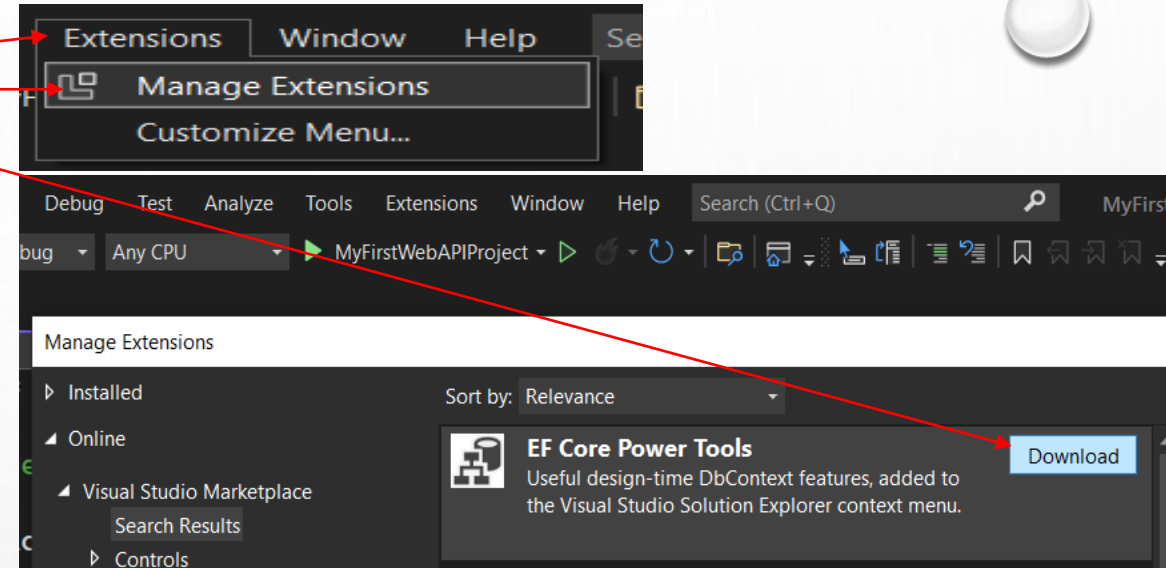 Extensions Window Help Se
Manage Extensions
Customize Menu...
Debug Test Analyze Tools Extensions Window Help Search (Ctrl+Q) MyFirst
bug Any CPU MyFirstWebAPIProject
Manage Extensions
Installed
Sort by: Relevance
Online
EF Core Power Tools
Download
Useful design-time DbContext features, added to
the Visual Studio Solution Explorer context menu.
Visual Studio Marketplace
Search Results
Controls